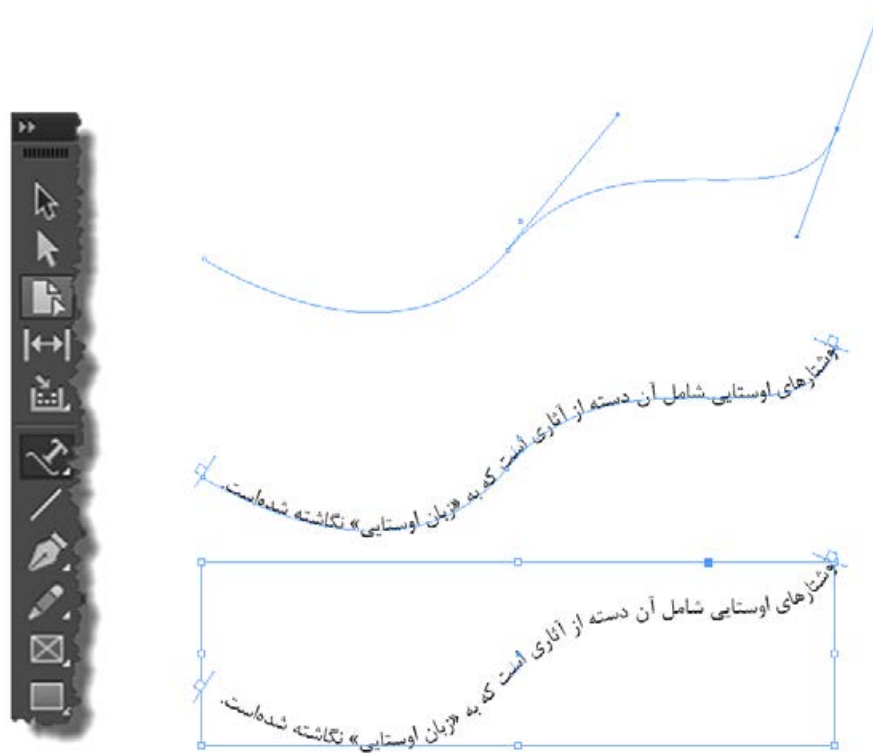 نوشتارهای اوستایی شامل آن دسته از آثاری است که به «زبان اوستایی» نگاشته شده‌است.
نوشتارهای اوستایی شامل آن دسته از آثاری است که به «زبان اوستایی» نگاشته شده‌است.